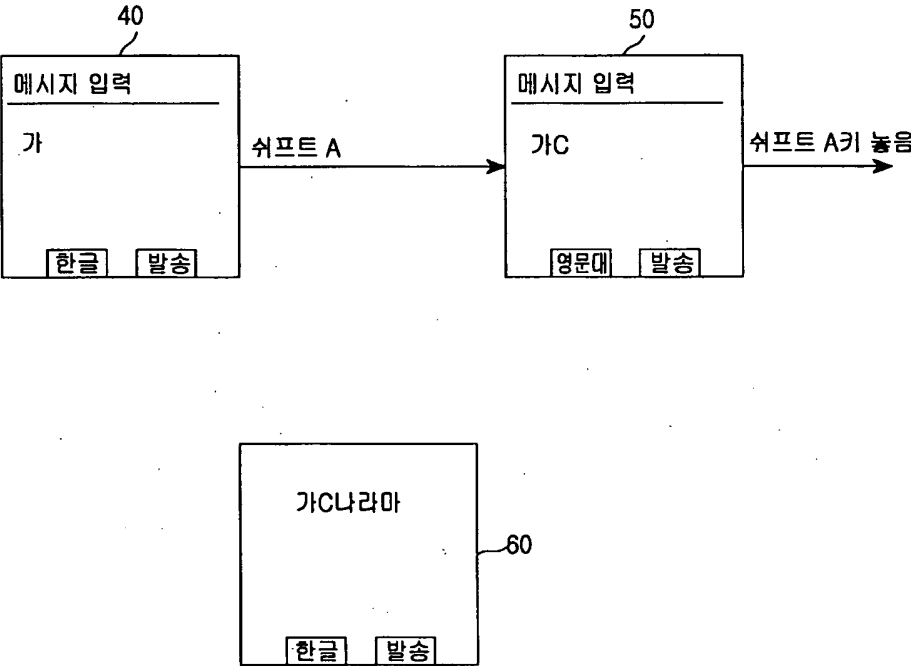 40
메시지 입력
가
한글 발송
쉬프트 A
50
메시지 입력
가C
영문대 발송
쉬프트 A키 놓음
가C나라마
60
한글 발송